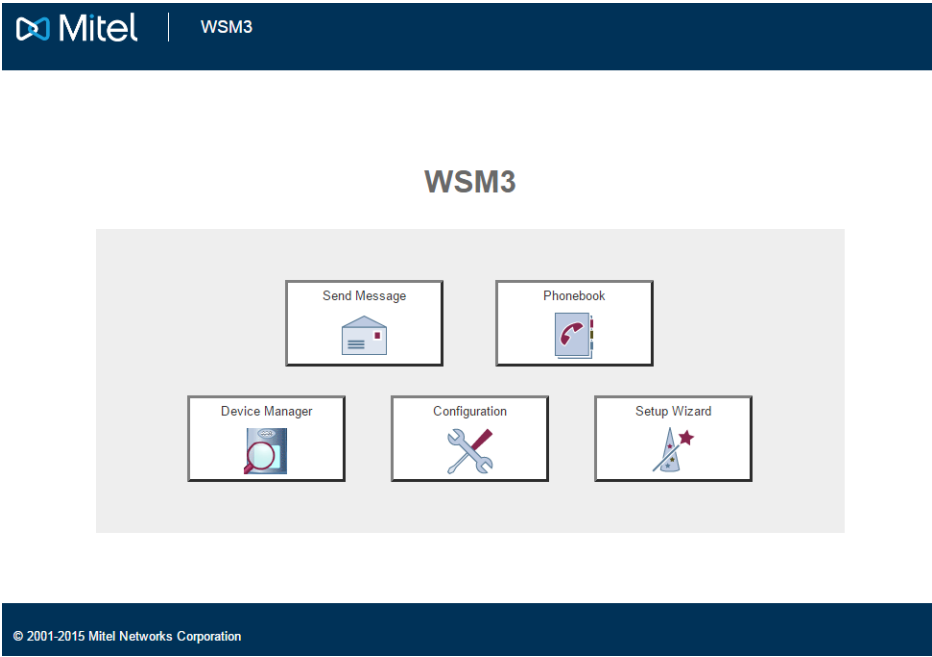 Mitel WSM3
WSM3
Send Message Phonebook
Device Manager Configuration Setup Wizard
© 2001-2015 Mitel Networks Corporation